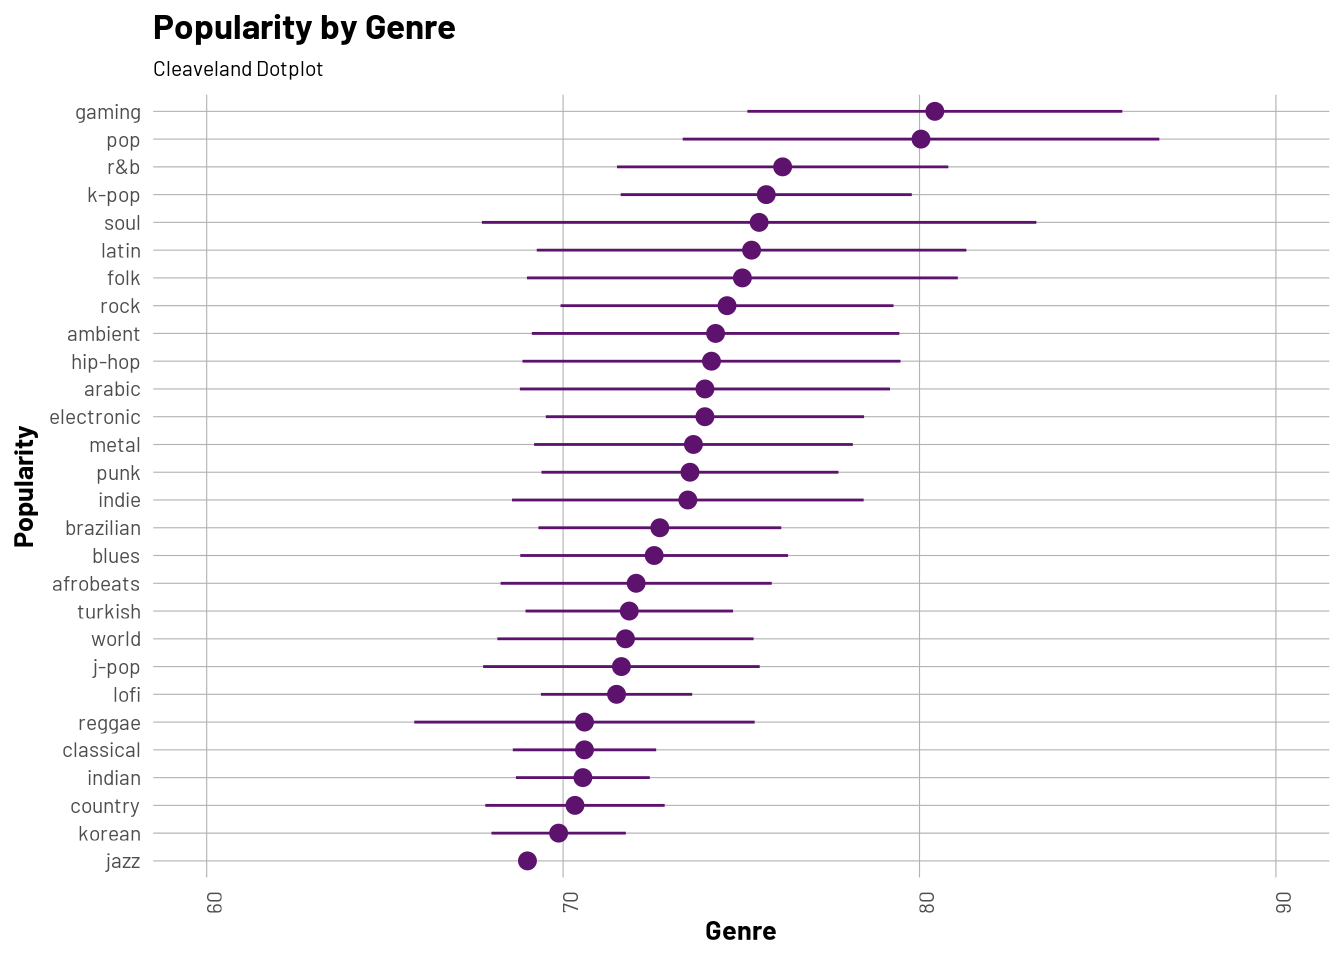 Popularity by Genre
Cleaveland Dotplot
gaming
pop
r&b
k-pop
soul
latin
folk
rock
ambient
hip-hop
arabic
electronic
metal
punk
indie
brazilian
blues
afrobeats
turkish
world
j-pop
lofi
reggae
classical
indian
country
korean
jazz
Popularity
60 70 80 90
Genre